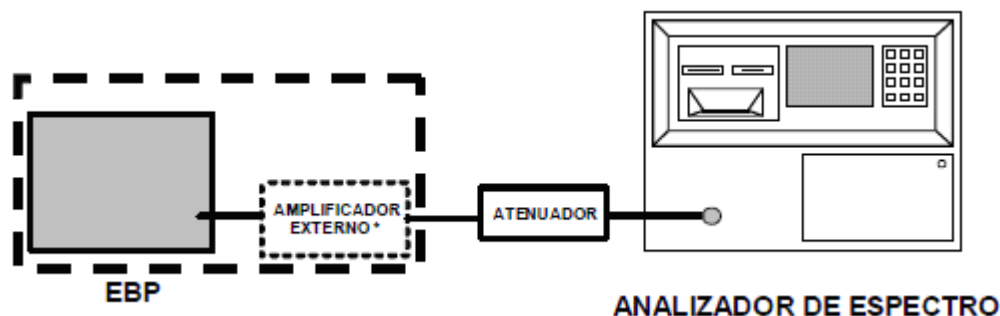 AMPLIFICADOR
EXTERNO *
ATENUADOR
EBP
ANALIZADOR DE ESPECTRO